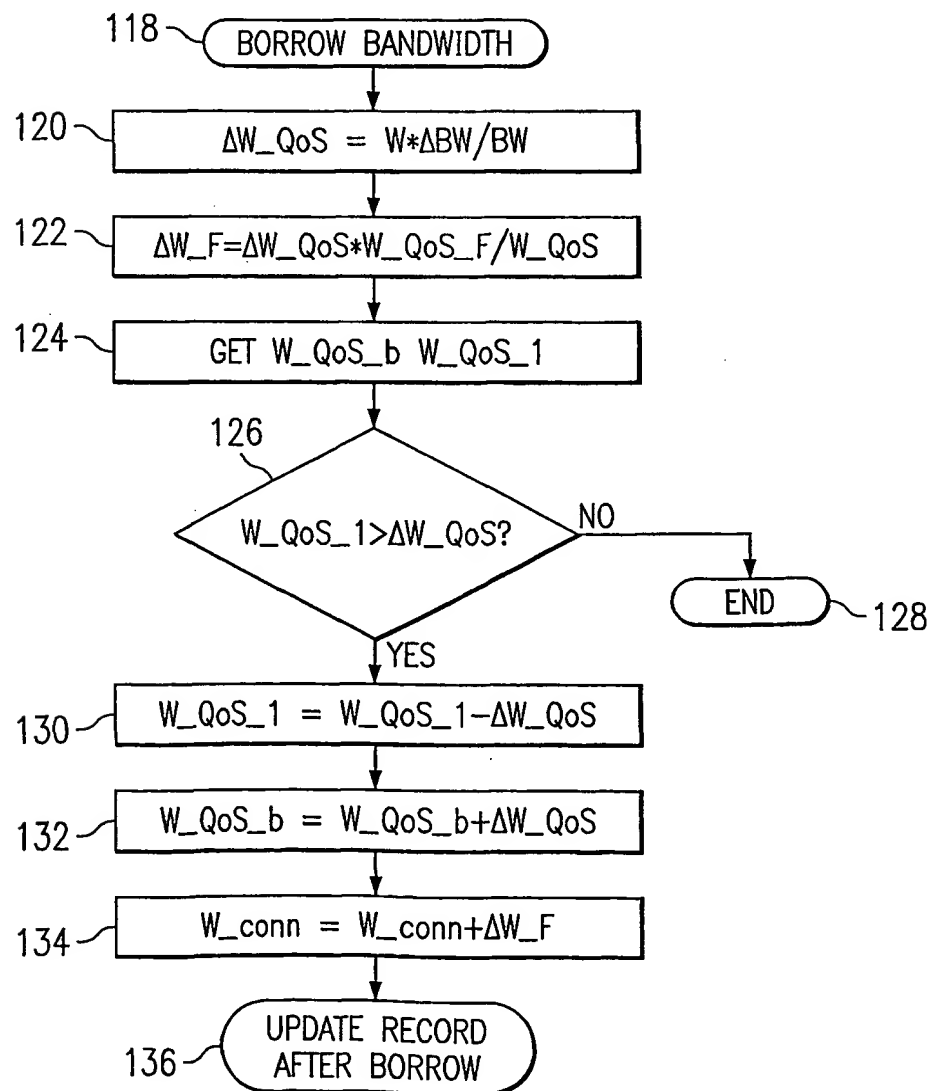 118
BORROW BANDWIDTH
120
ΔW_QoS = W*ΔBW/BW
122
ΔW_F=ΔW_QoS*W_QoS_F/W_QoS
124
GET W_QoS_b W_QoS_1
126
W_QoS_1>ΔW_QoS?
NO
END
128
YES
130
W_QoS_1 = W_QoS_1-ΔW_QoS
132
W_QoS_b = W_QoS_b+ΔW_QoS
134
W_conn = W_conn+ΔW_F
136
UPDATE RECORD
AFTER BORROW